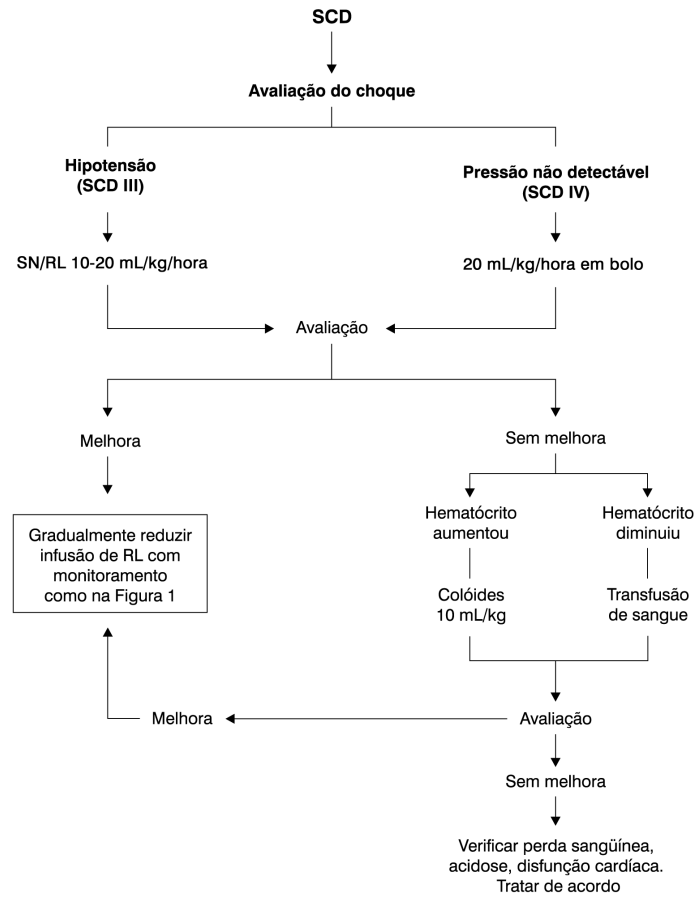 SCD
Avaliação do choque
Hipotensão
(SCD III)
Pressão não detectável
(SCD IV)
SN/RL 10-20 mL/kg/hora
20 mL/kg/hora em bolo
Avaliação
Melhora
Sem melhora
Gradualmente reduzir
infusão de RL com
monitoramento
como na Figura 1
Hematócrito
aumentou
Hematócrito
diminuiu
Colóides
10 mL/kg
Transfusão
de sangue
Melhora
Avaliação
Sem melhora
Verificar perda sangüínea,
acidose, disfunção cardíaca.
Tratar de acordo